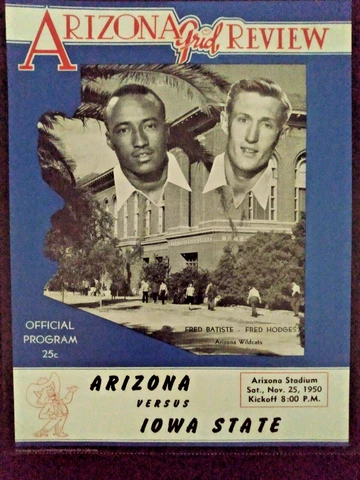 ARIZONA Grid REVIEW
OFFICIAL
PROGRAM
25c
FRED BATISTE - FRED HODGES
Arizona Wildcats
ARIZONA
VERSUS
IOWA STATE
Arizona Stadium
Sat., Nov. 25, 1950
Kickoff 8:00 P.M.